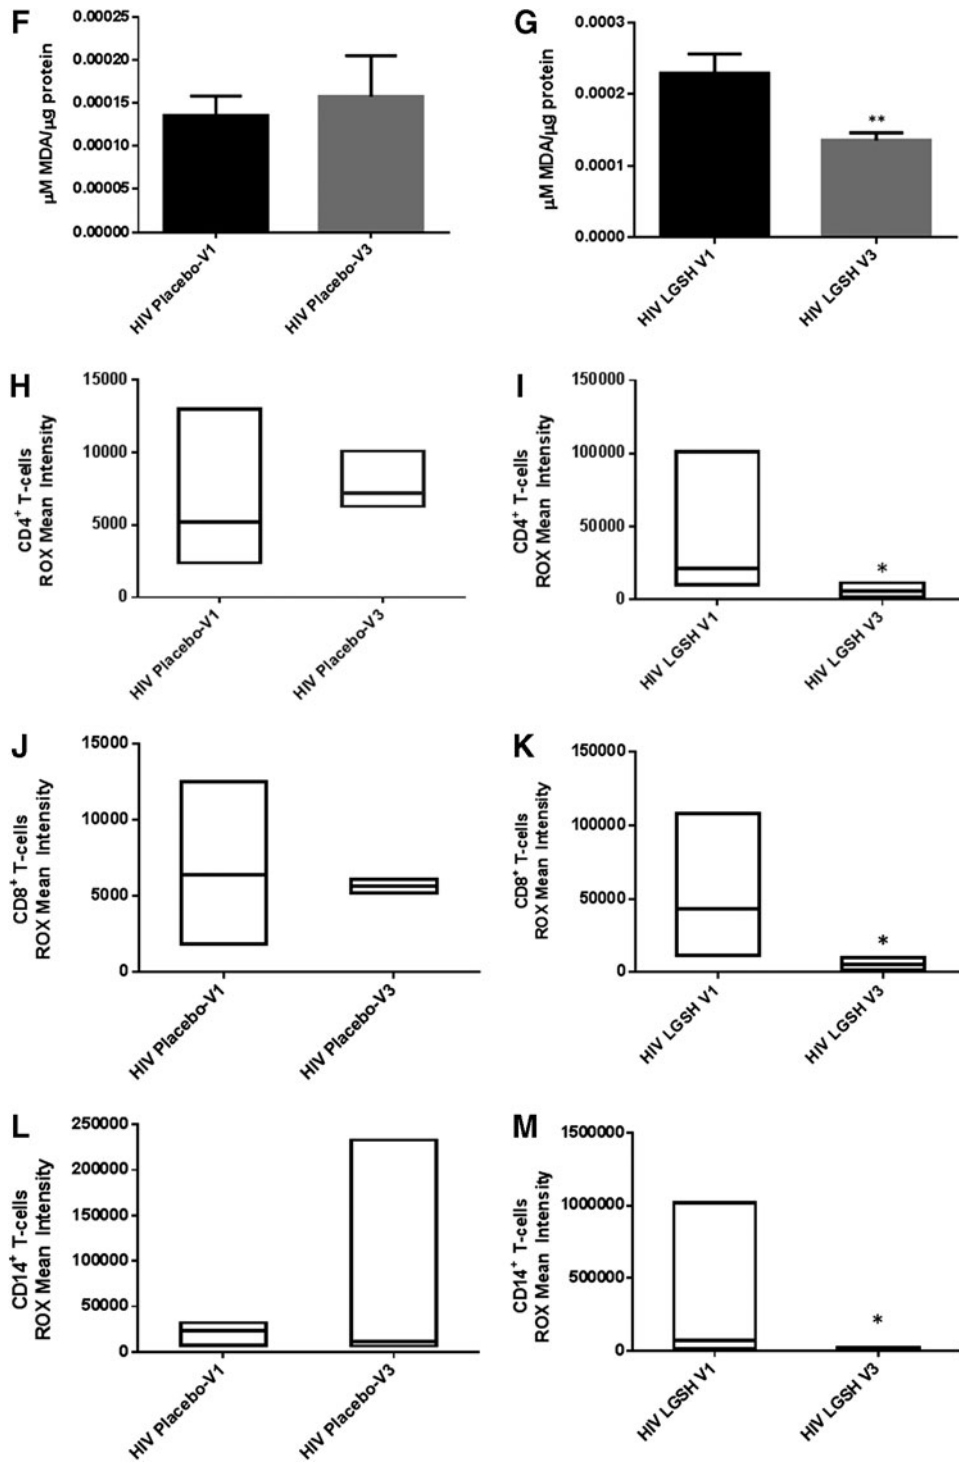 F
µM MDA/µg protein
0.00025
0.00020
0.00015
0.00010
0.00005
0.00000
HIV Placebo-V1
HIV Placebo-V3
G
µM MDA/µg protein
0.0003
0.0002
0.0001
0.0000
**
HIV LGSH V1
HIV LGSH V3
H
CD4⁺ T-cells
ROX Mean Intensity
15000
10000
5000
0
HIV Placebo-V1
HIV Placebo-V3
I
CD4⁺ T-cells
ROX Mean Intensity
150000
100000
50000
0
*
HIV LGSH V1
HIV LGSH V3
J
CD8⁺ T-cells
ROX Mean Intensity
15000
10000
5000
0
HIV Placebo-V1
HIV Placebo-V3
K
CD8⁺ T-cells
ROX Mean Intensity
150000
100000
50000
0
*
HIV LGSH V1
HIV LGSH V3
L
CD14⁺ T-cells
ROX Mean Intensity
250000
200000
150000
100000
50000
0
HIV Placebo-V1
HIV Placebo-V3
M
CD14⁺ T-cells
ROX Mean Intensity
1500000
1000000
500000
0
*
HIV LGSH V1
HIV LGSH V3